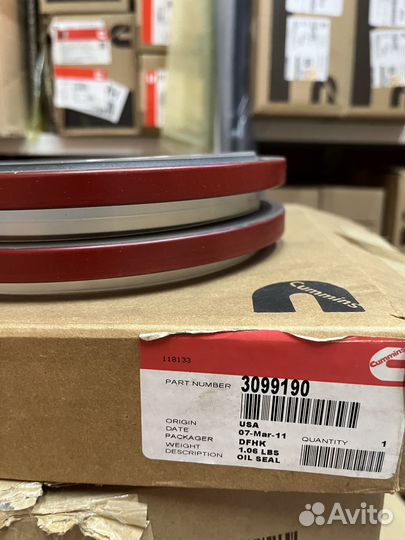 cummins
118133
cummins
PART NUMBER 3099190
ORIGIN USA
DATE 07-Mar-11
PACKAGER DFHK QUANTITY 1
WEIGHT 1.06 LBS
DESCRIPTION OIL SEAL
Avito